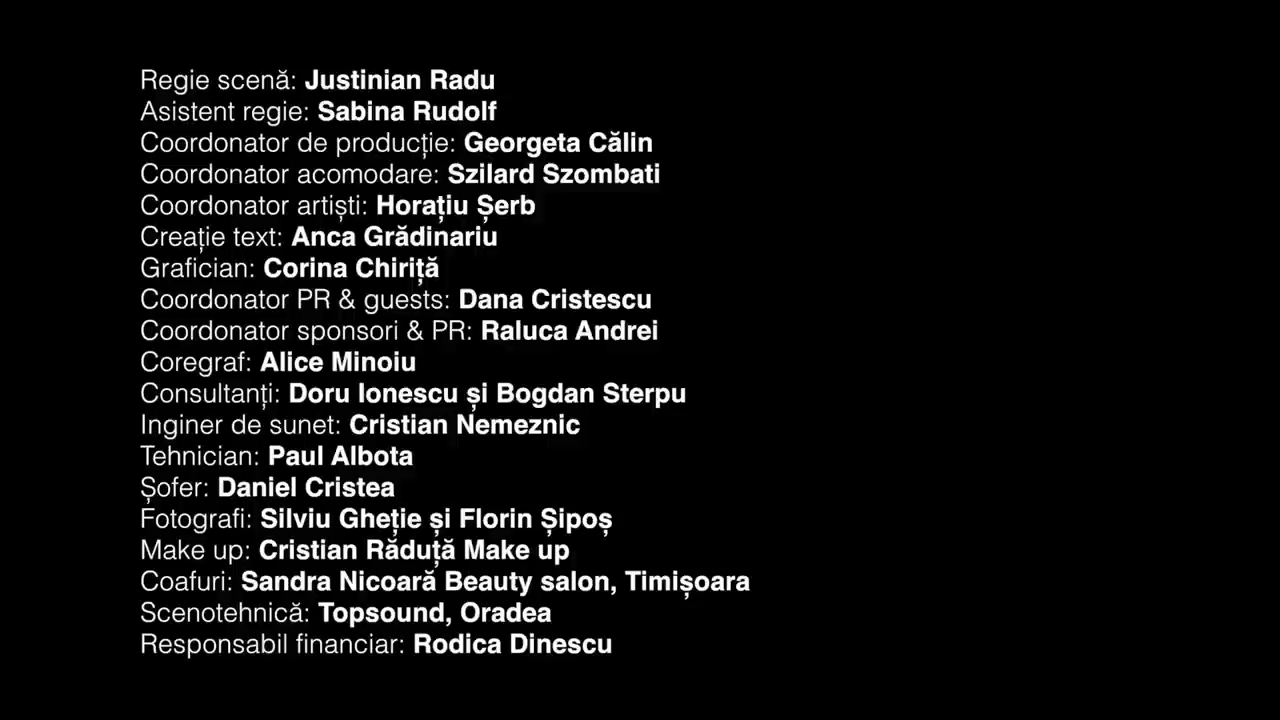 Regie scenă: Justinian Radu
Asistent regie: Sabina Rudolf
Coordonator de producție: Georgeta Călin
Coordonator acomodare: Szilard Szombati
Coordonator artiști: Horațiu Șerb
Creație text: Anca Grădinariu
Grafician: Corina Chiriță
Coordonator PR & guests: Dana Cristescu
Coordonator sponsori & PR: Raluca Andrei
Coregraf: Alice Minoiu
Consultanți: Doru Ionescu și Bogdan Sterpu
Inginer de sunet: Cristian Nemeznic
Tehnician: Paul Albota
Șofer: Daniel Cristea
Fotografi: Silviu Gheție și Florin Șipoș
Make up: Cristian Răduță Make up
Coafuri: Sandra Nicoară Beauty salon, Timișoara
Scenotehnică: Topsound, Oradea
Responsabil financiar: Rodica Dinescu